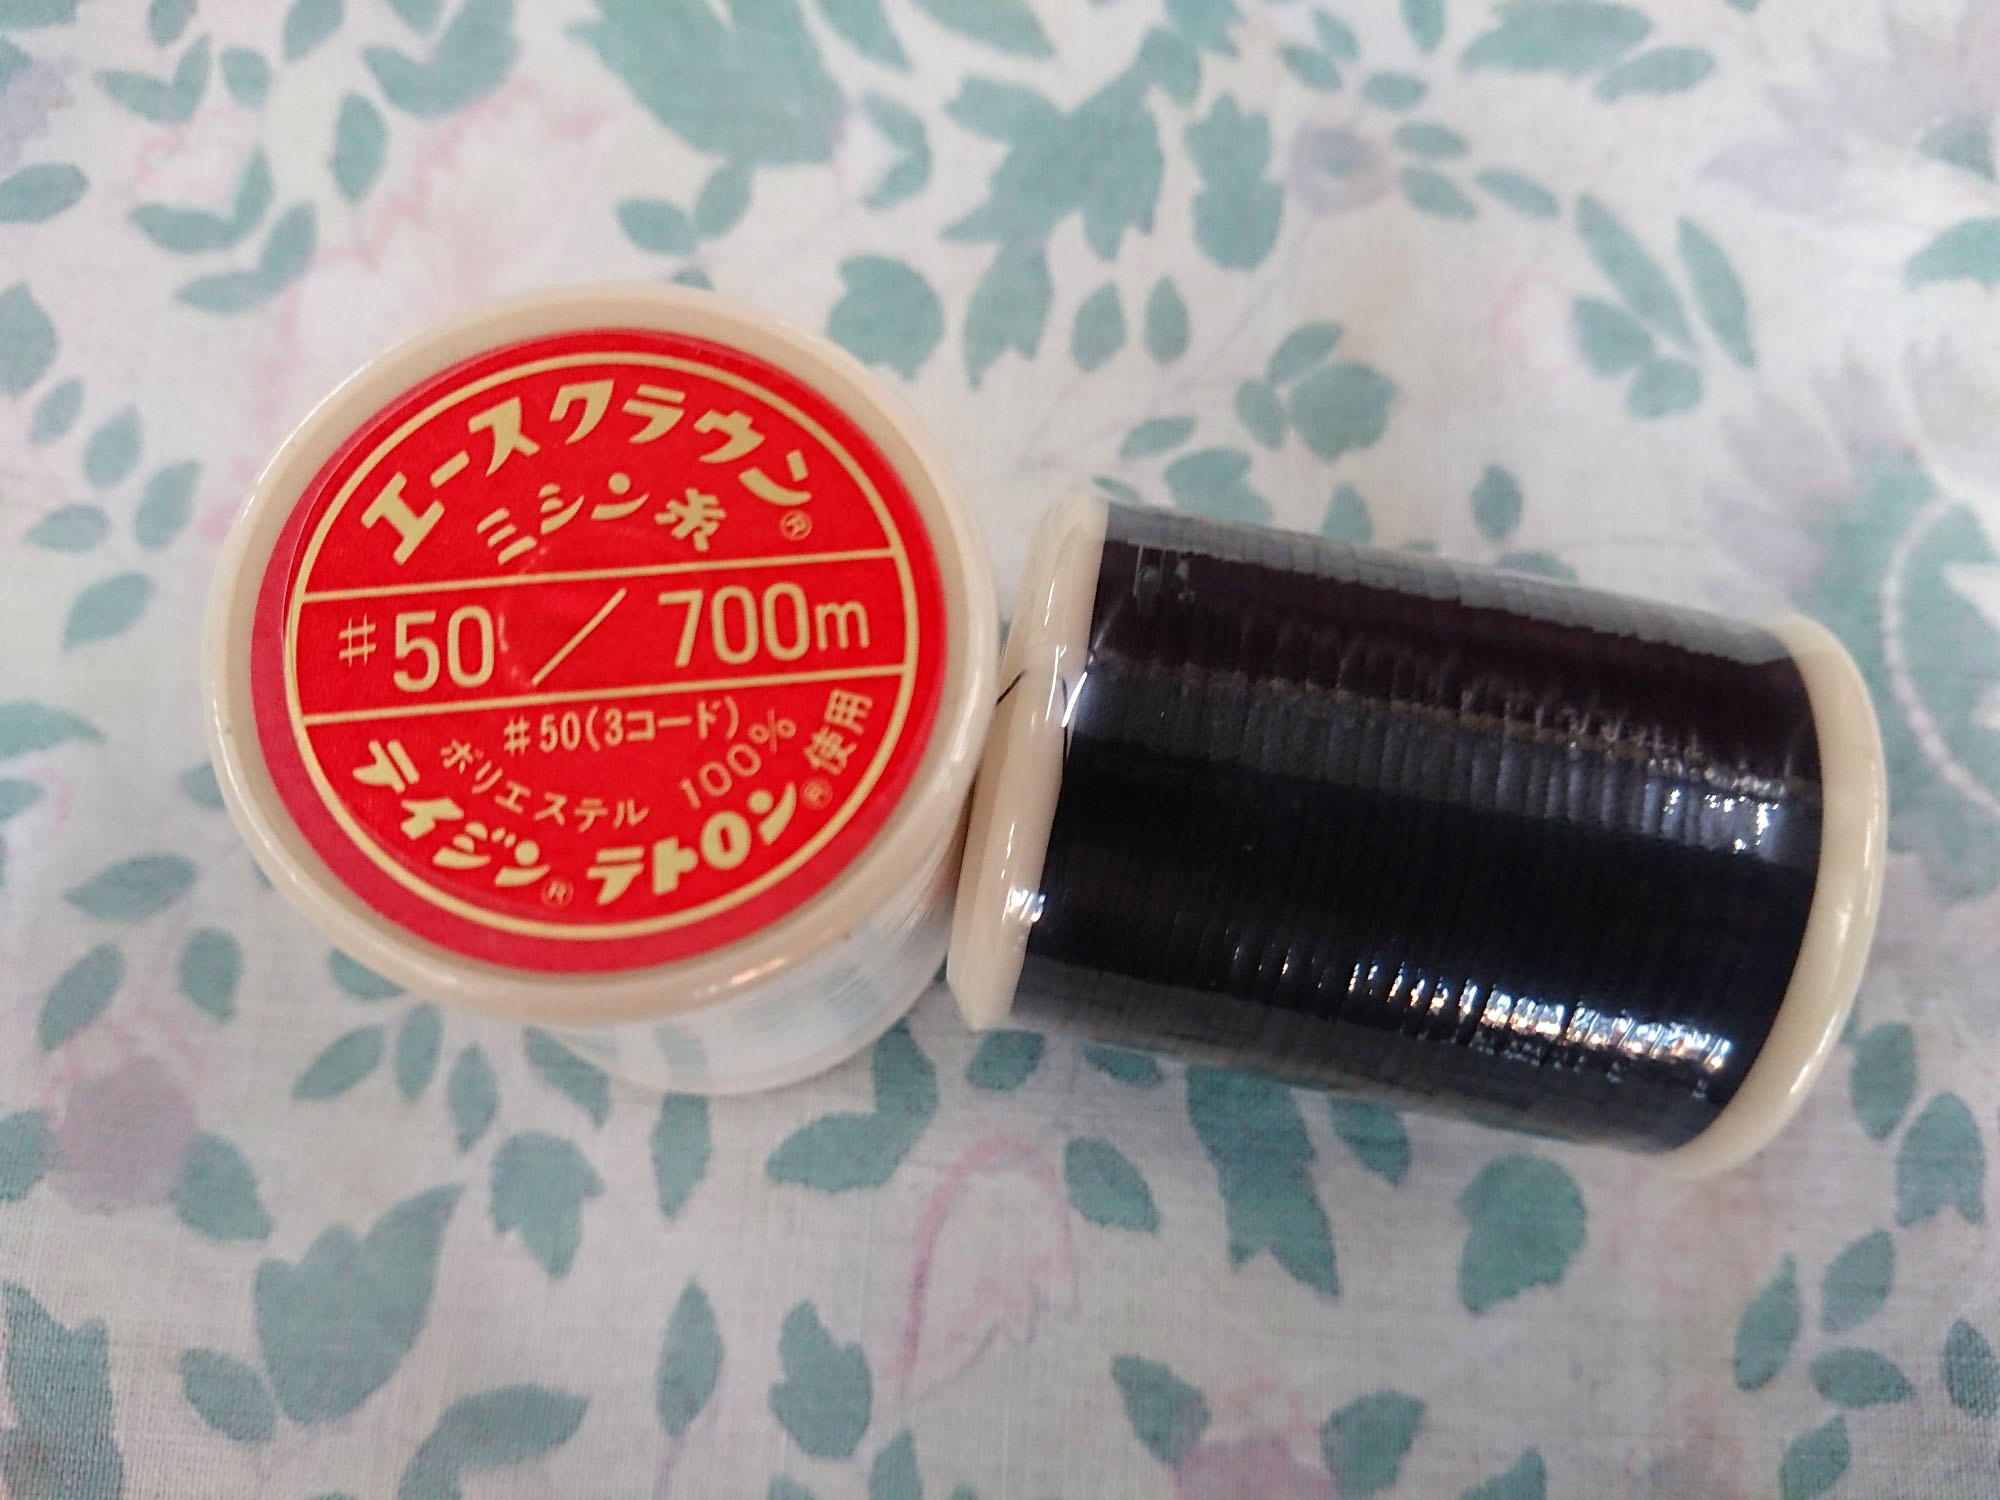 エースクラウン®
ミシン糸
#50/700m
#50(3コード)
ポリエステル 100%
テイジン®テトロン®使用